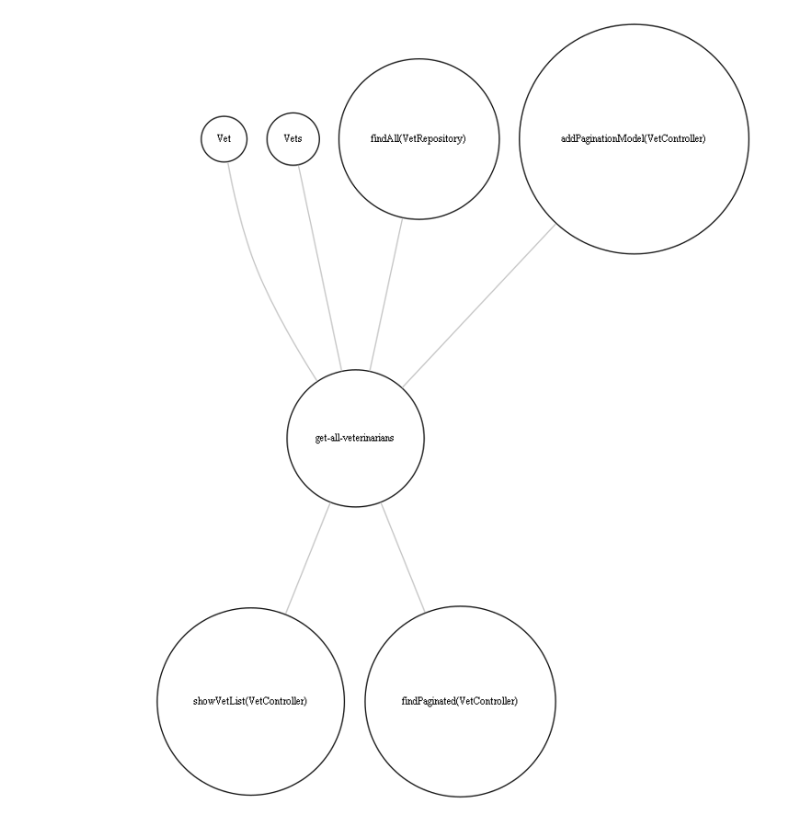 Vet
Vets
findAll(VetRepository)
addPaginationModel(VetController)
get-all-veterinarians
showVetList(VetController)
findPaginated(VetController)